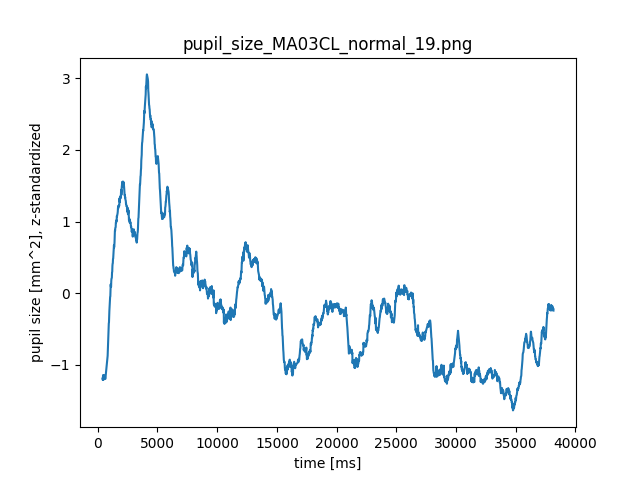 pupil_size_MA03CL_normal_19.png
pupil size [mm^2], z-standardized
3
2
1
0
−1
0 5000 10000 15000 20000 25000 30000 35000 40000
time [ms]